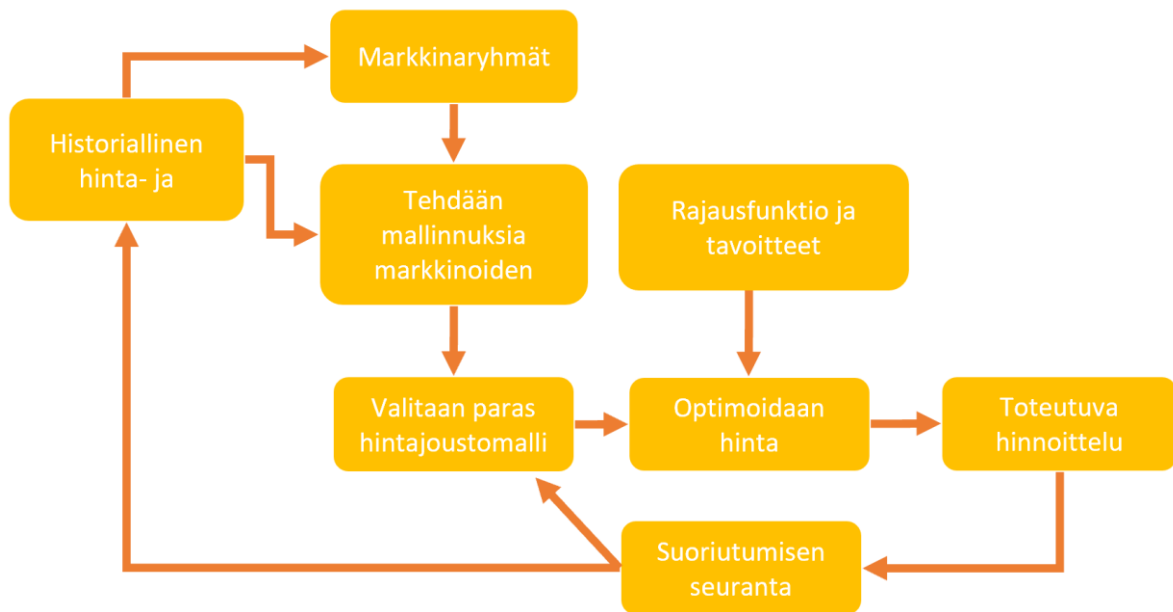 Markkinaryhmät
Historiallinen
hinta- ja
Tehdään
mallinnuksia
markkinoiden
Rajausfunktio ja
tavoitteet
Valitaan paras
hintajoustomalli
Optimoidaan
hinta
Toteutuva
hinnoittelu
Suoriutumisen
seuranta